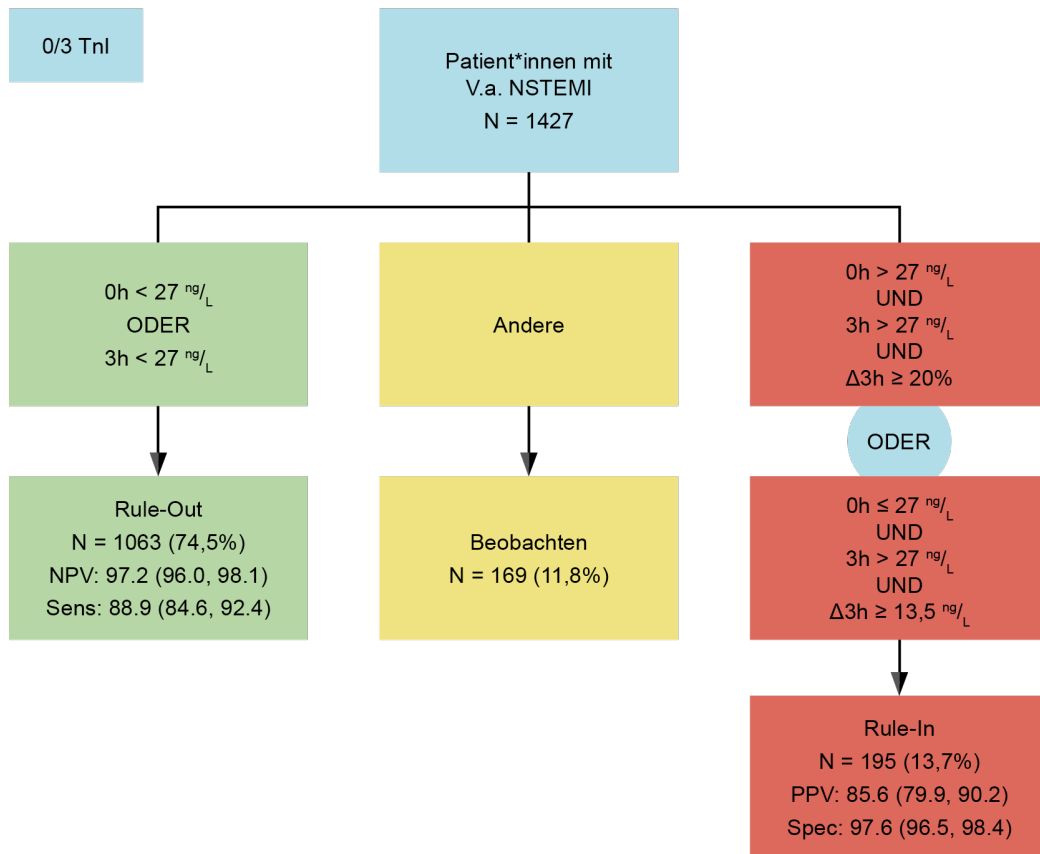 0/3 TnI
Patient*innen mit
V.a. NSTEMI
N = 1427
0h < 27 ng/L
ODER
3h < 27 ng/L
Andere
0h > 27 ng/L
UND
3h > 27 ng/L
UND
Δ3h ≥ 20%
ODER
Rule-Out
N = 1063 (74,5%)
NPV: 97.2 (96.0, 98.1)
Sens: 88.9 (84.6, 92.4)
Beobachten
N = 169 (11,8%)
0h ≤ 27 ng/L
UND
3h > 27 ng/L
UND
Δ3h ≥ 13,5 ng/L
Rule-In
N = 195 (13,7%)
PPV: 85.6 (79.9, 90.2)
Spec: 97.6 (96.5, 98.4)